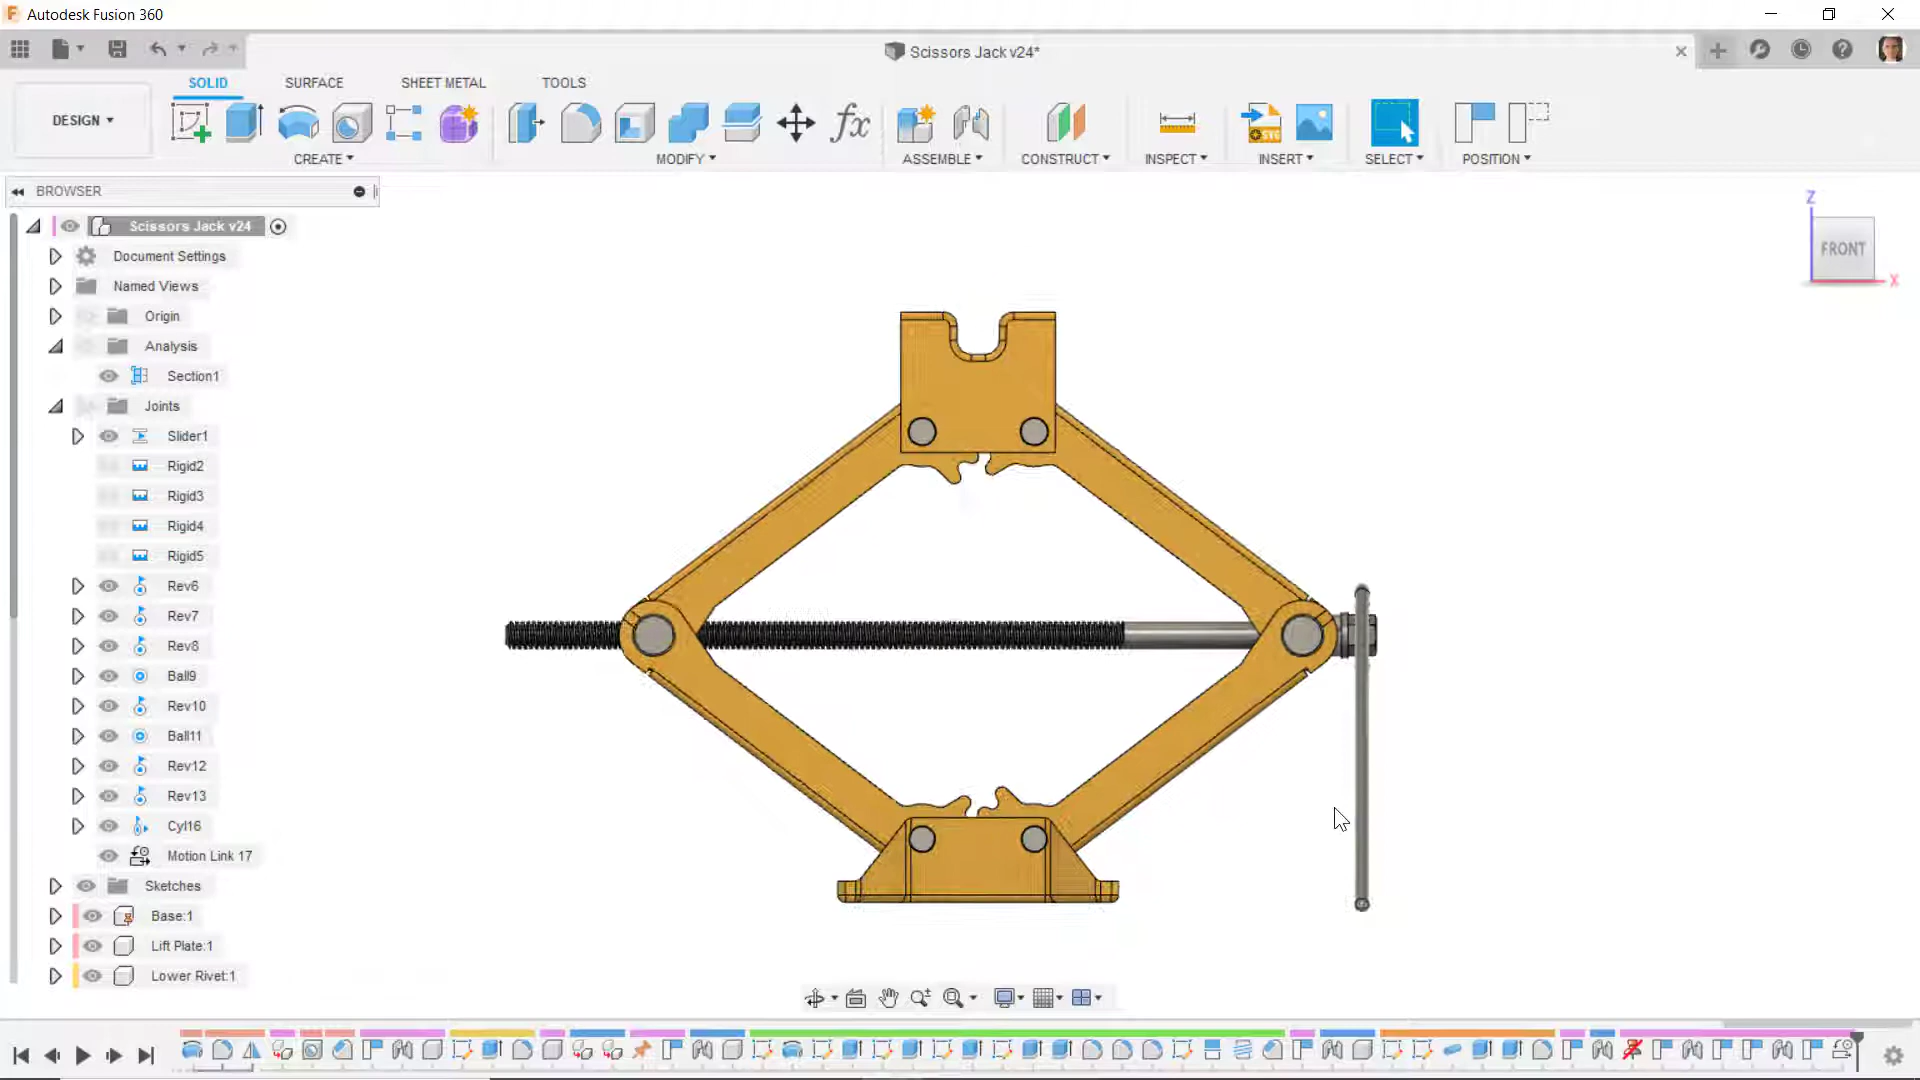 Autodesk Fusion 360
Scissors Jack v24*
DESIGN
SOLID
SURFACE
SHEET METAL
TOOLS
CREATE
MODIFY
ASSEMBLE
CONSTRUCT
INSPECT
INSERT
SELECT
POSITION
BROWSER
Scissors Jack v24
Document Settings
Named Views
Origin
Analysis
Section1
Joints
Slider1
Rigid2
Rigid3
Rigid4
Rigid5
Rev6
Rev7
Rev8
Ball9
Rev10
Ball11
Rev12
Rev13
Cyl16
Motion Link 17
Sketches
Base:1
Lift Plate:1
Lower Rivet:1
Z
FRONT
X